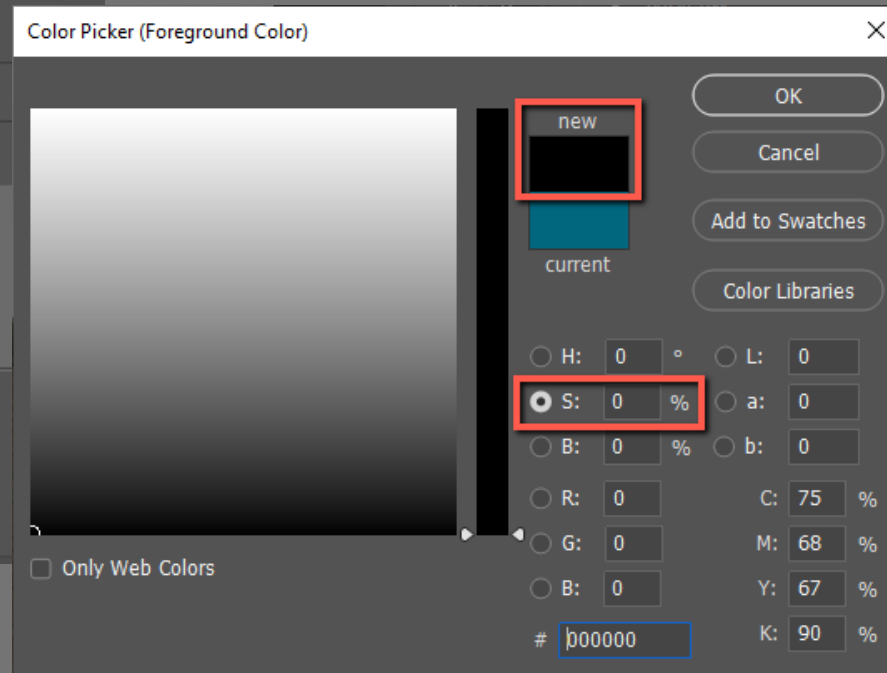 Color Picker (Foreground Color)
new
current
OK
Cancel
Add to Swatches
Color Libraries
H: 0 °
S: 0 %
B: 0 %
R: 0
G: 0
B: 0
# 000000
L: 0
a: 0
b: 0
C: 75 %
M: 68 %
Y: 67 %
K: 90 %
Only Web Colors